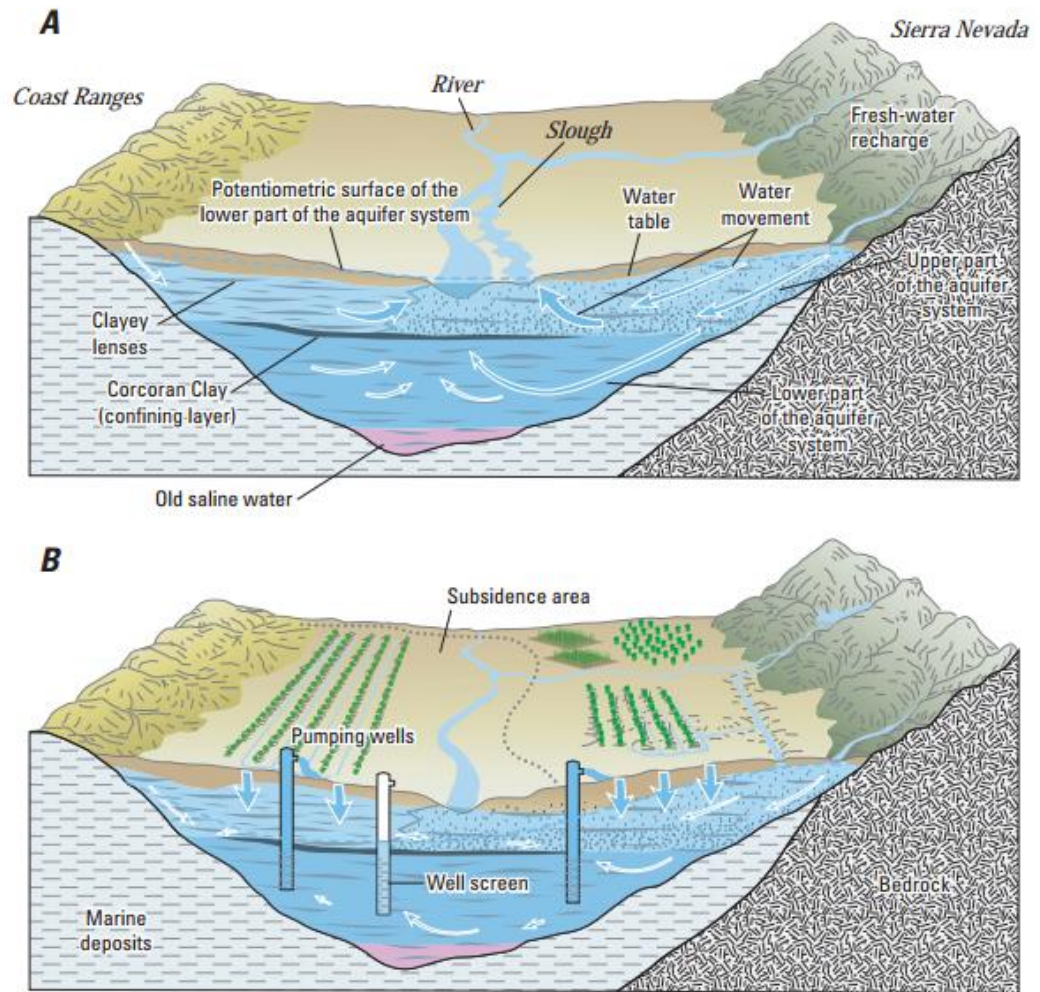 A
Sierra Nevada
Coast Ranges
River
Slough
Fresh-water
recharge
Potentiometric surface of the
lower part of the aquifer system
Water
table
Water
movement
Upper part
of the aquifer
system
Clayey
lenses
Corcoran Clay
(confining layer)
Lower part
of the aquifer
system
Old saline water
B
Subsidence area
Pumping wells
Well screen
Bedrock
Marine
deposits